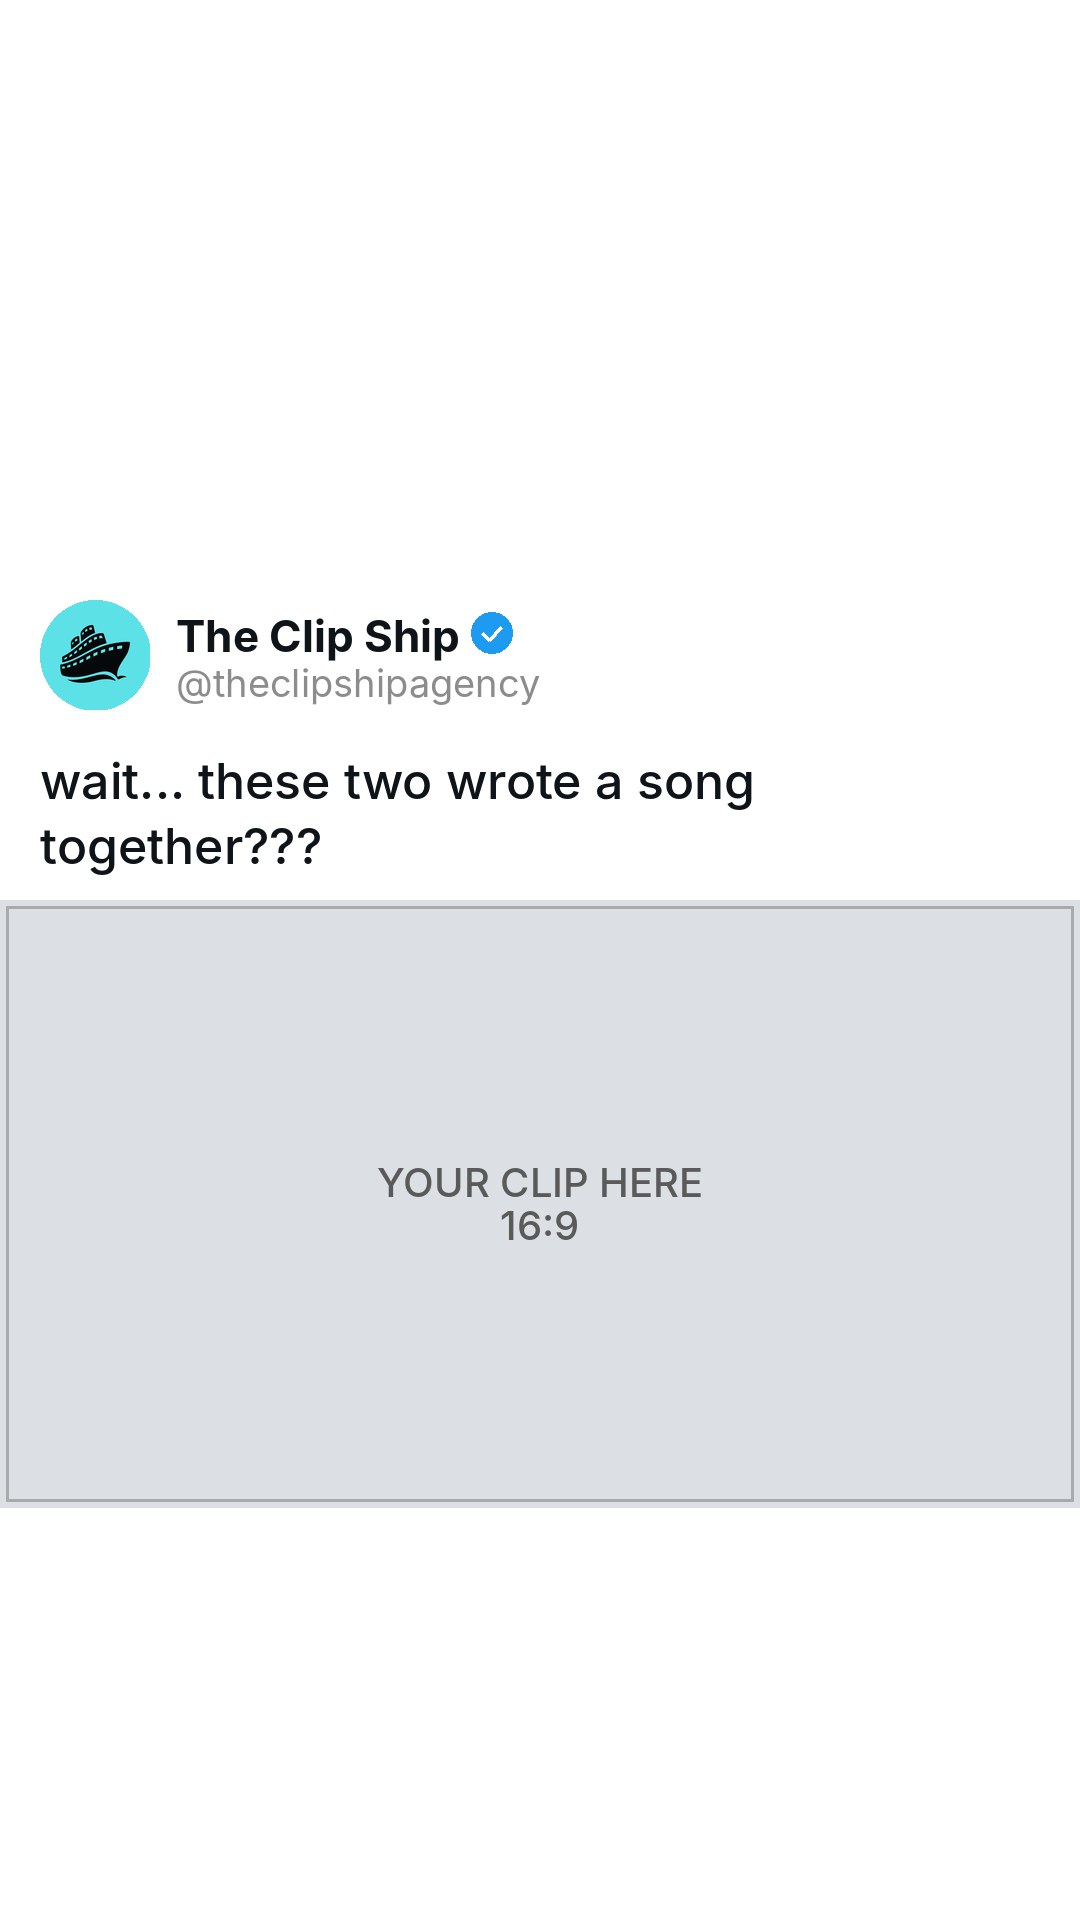 The Clip Ship
@theclipshipagency
wait... these two wrote a song
together???
YOUR CLIP HERE
16:9